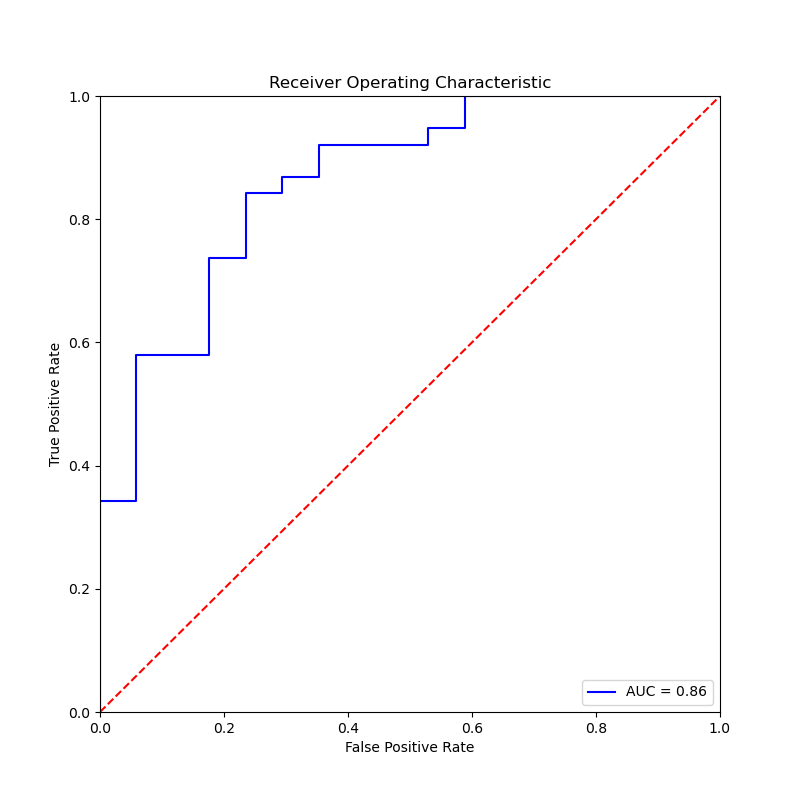 Receiver Operating Characteristic
1.0
0.8
0.6
0.4
0.2
0.0
True Positive Rate
AUC = 0.86
0.0 0.2 0.4 0.6 0.8 1.0
False Positive Rate